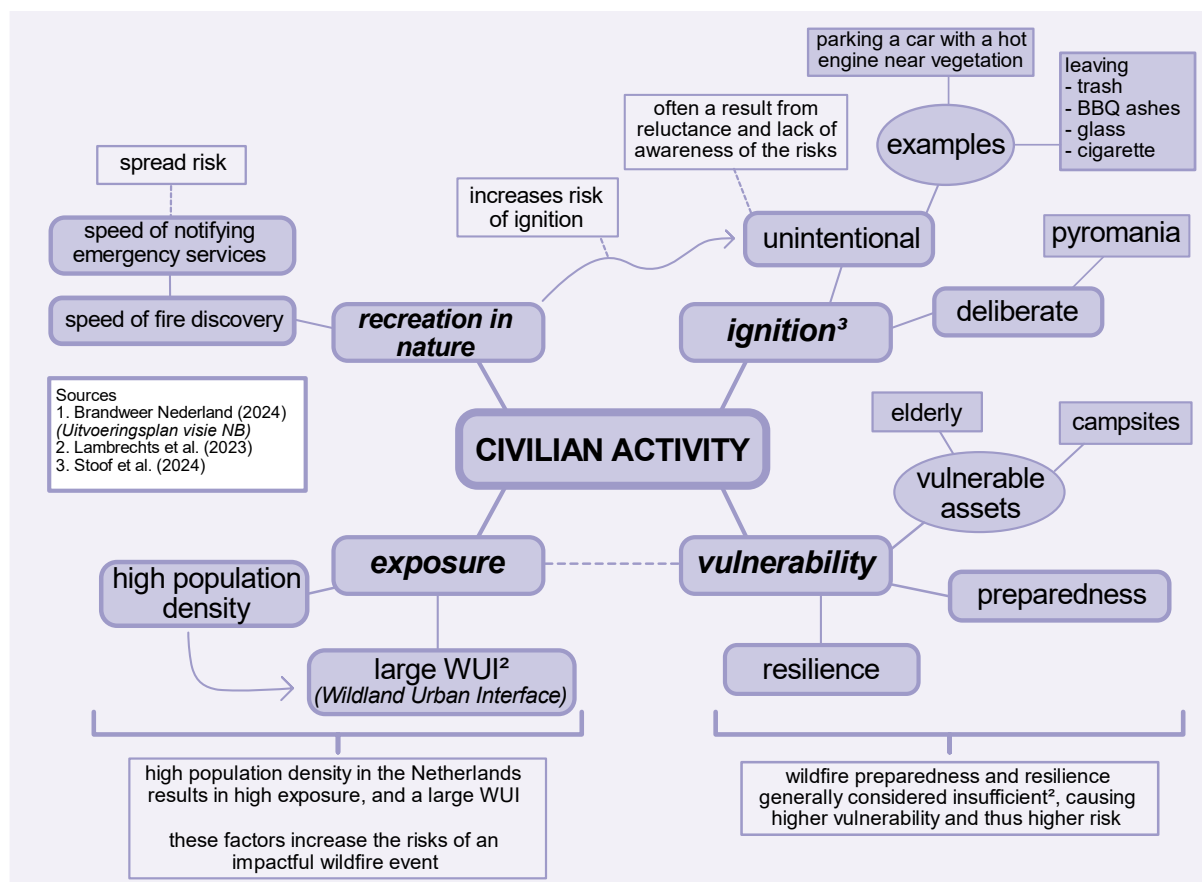 parking a car with a hot
engine near vegetation
leaving
- trash
- BBQ ashes
- glass
- cigarette
examples
often a result from
reluctance and lack of
awareness of the risks
spread risk
increases risk
of ignition
speed of notifying
emergency services
unintentional
pyromania
speed of fire discovery
recreation in
nature
ignition³
deliberate
Sources
1. Brandweer Nederland (2024)
(Uitvoeringsplan visie NB)
2. Lambrechts et al. (2023)
3. Stoof et al. (2024)
CIVILIAN ACTIVITY
elderly
campsites
vulnerable
assets
exposure
vulnerability
high population
density
preparedness
large WUI²
(Wildland Urban Interface)
resilience
high population density in the Netherlands
results in high exposure, and a large WUI
these factors increase the risks of an
impactful wildfire event
wildfire preparedness and resilience
generally considered insufficient², causing
higher vulnerability and thus higher risk